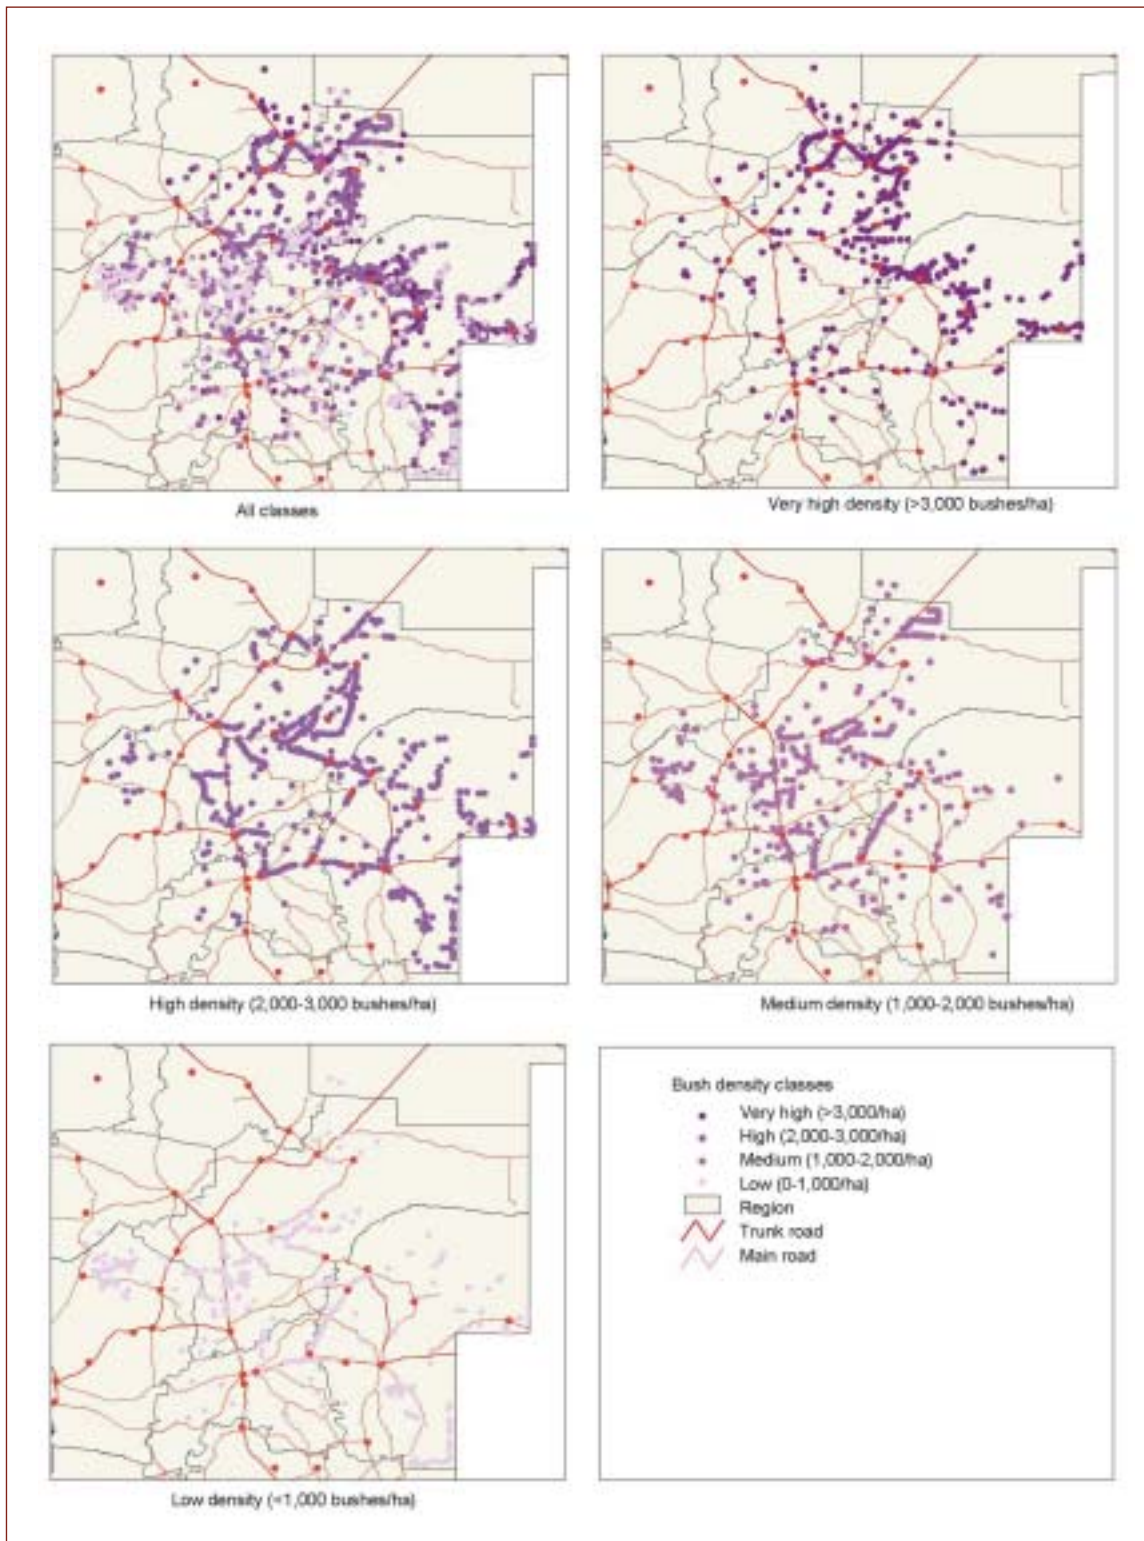 All classes
Very high density (>3,000 bushes/ha)
High density (2,000-3,000 bushes/ha)
Medium density (1,000-2,000 bushes/ha)
Bush density classes
Very high (>3,000/ha)
High (2,000-3,000/ha)
Medium (1,000-2,000/ha)
Low (0-1,000/ha)
Region
Trunk road
Main road
Low density (<1,000 bushes/ha)